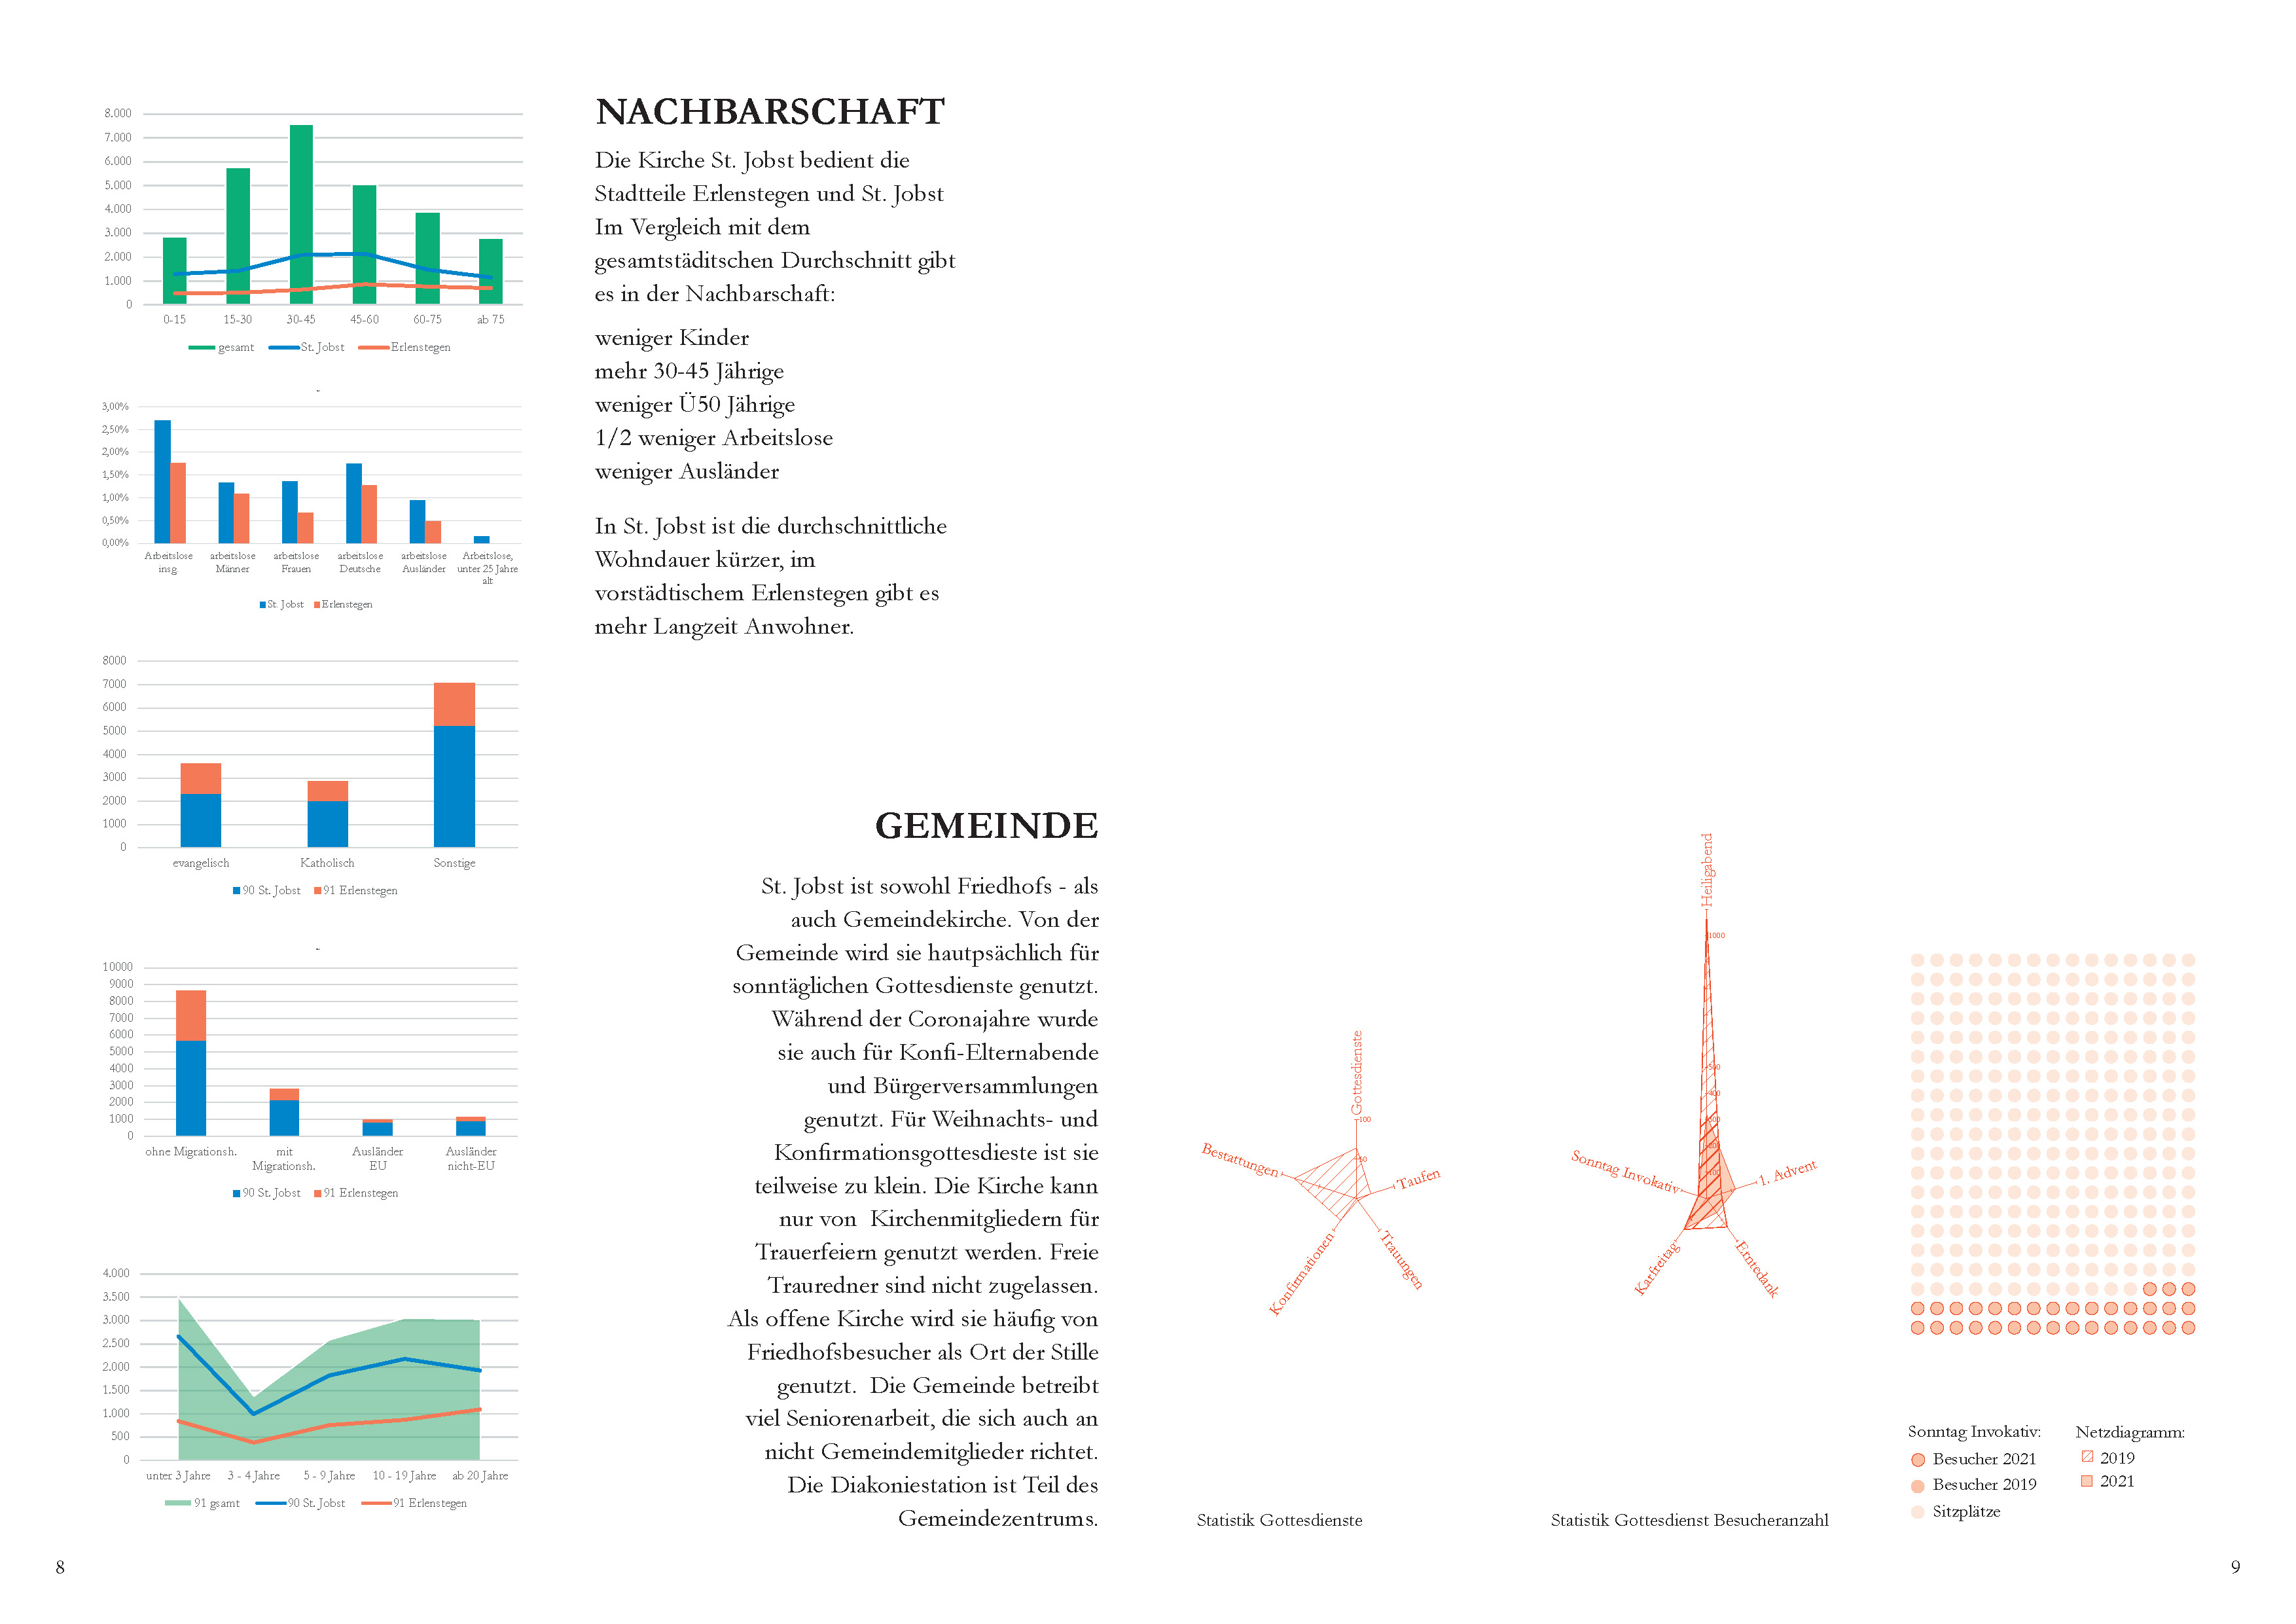 8.000
7.000
6.000
5.000
4.000
3.000
2.000
1.000
0
0-15 15-30 30-45 45-60 60-75 ab 75
gesamt St. Jobst Erlenstegen
-
3,00%
2,50%
2,00%
1,50%
1,00%
0,50%
0,00%
Arbeitslose insg
arbeitslose Männer
arbeitslose Frauen
arbeitslose Deutsche
arbeitslose Ausländer
Arbeitslose, unter 25 Jahre alt
St. Jobst Erlenstegen
8000
7000
6000
5000
4000
3000
2000
1000
0
evangelisch Katholisch Sonstige
90 St. Jobst 91 Erlenstegen
-
10000
9000
8000
7000
6000
5000
4000
3000
2000
1000
0
ohne Migrationsh.
mit Migrationsh.
Ausländer EU
Ausländer nicht-EU
90 St. Jobst 91 Erlenstegen
4.000
3.500
3.000
2.500
2.000
1.500
1.000
500
0
unter 3 Jahre 3 - 4 Jahre 5 - 9 Jahre 10 - 19 Jahre ab 20 Jahre
91 gsamt 90 St. Jobst 91 Erlenstegen
NACHBARSCHAFT
Die Kirche St. Jobst bedient die
Stadtteile Erlenstegen und St. Jobst
Im Vergleich mit dem
gesamtstäditschen Durchschnitt gibt
es in der Nachbarschaft:
weniger Kinder
mehr 30-45 Jährige
weniger Ü50 Jährige
1/2 weniger Arbeitslose
weniger Ausländer
In St. Jobst ist die durchschnittliche
Wohndauer kürzer, im
vorstädtischem Erlenstegen gibt es
mehr Langzeit Anwohner.
GEMEINDE
St. Jobst ist sowohl Friedhofs - als
auch Gemeindekirche. Von der
Gemeinde wird sie hautpsächlich für
sonntäglichen Gottesdienste genutzt.
Während der Coronajahre wurde
sie auch für Konfi-Elternabende
und Bürgerversammlungen
genutzt. Für Weihnachts- und
Konfirmationsgottesdieste ist sie
teilweise zu klein. Die Kirche kann
nur von Kirchenmitgliedern für
Trauerfeiern genutzt werden. Freie
Trauredner sind nicht zugelassen.
Als offene Kirche wird sie häufig von
Friedhofsbesucher als Ort der Stille
genutzt. Die Gemeinde betreibt
viel Seniorenarbeit, die sich auch an
nicht Gemeindemitglieder richtet.
Die Diakoniestation ist Teil des
Gemeindezentrums.
Gottesdienste
100
50
Bestattungen
Taufen
Konfirmationen
Trauungen
Statistik Gottesdienste
Heiligabend
1000
500
400
300
200
100
Sonntag Invokativ
1. Advent
Karfreitag
Erntedank
Statistik Gottesdienst Besucheranzahl
Sonntag Invokativ:
Besucher 2021
Besucher 2019
Sitzplätze
Netzdiagramm:
2019
2021
8
9